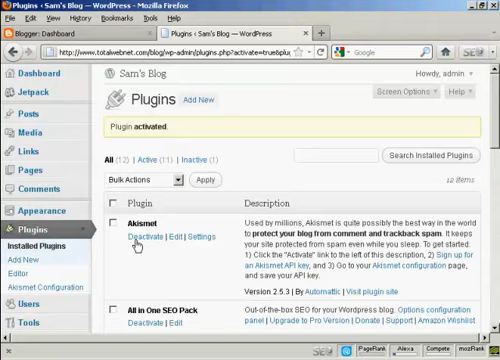 Plugins ‹ Sam's Blog — WordPress - Mozilla Firefox
File Edit View History Bookmarks Tools Help
Blogger: Dashboard
Plugins ‹ Sam's Blog — WordPress
http://www.totalwebnet.com/blog/wp-admin/plugins.php?activate=true&plu
Google
Dashboard
Jetpack
Posts
Media
Links
Pages
Comments
Appearance
Plugins
Installed Plugins
Add New
Editor
Akismet Configuration
Users
Tools
Sam's Blog
Howdy, admin
Plugins Add New
Screen Options
Help
Plugin activated.
All (12) | Active (11) | Inactive (1)
Search Installed Plugins
Bulk Actions
Apply
12 items
Plugin
Description
Akismet
Deactivate | Edit | Settings
Used by millions, Akismet is quite possibly the best way in the world
to protect your blog from comment and trackback spam. It
keeps your site protected from spam even while you sleep. To get started:
1) Click the "Activate" link to the left of this description, 2) Sign up for
an Akismet API key, and 3) Go to your Akismet configuration page,
and save your API key.
Version 2.5.3 | By Automattic | Visit plugin site
All in One SEO Pack
Deactivate | Edit
Out-of-the-box SEO for your Wordpress blog. Options configuration
panel | Upgrade to Pro Version | Donate | Support | Amazon Wishlist
PageRank
Alexa
Compete
mozRank